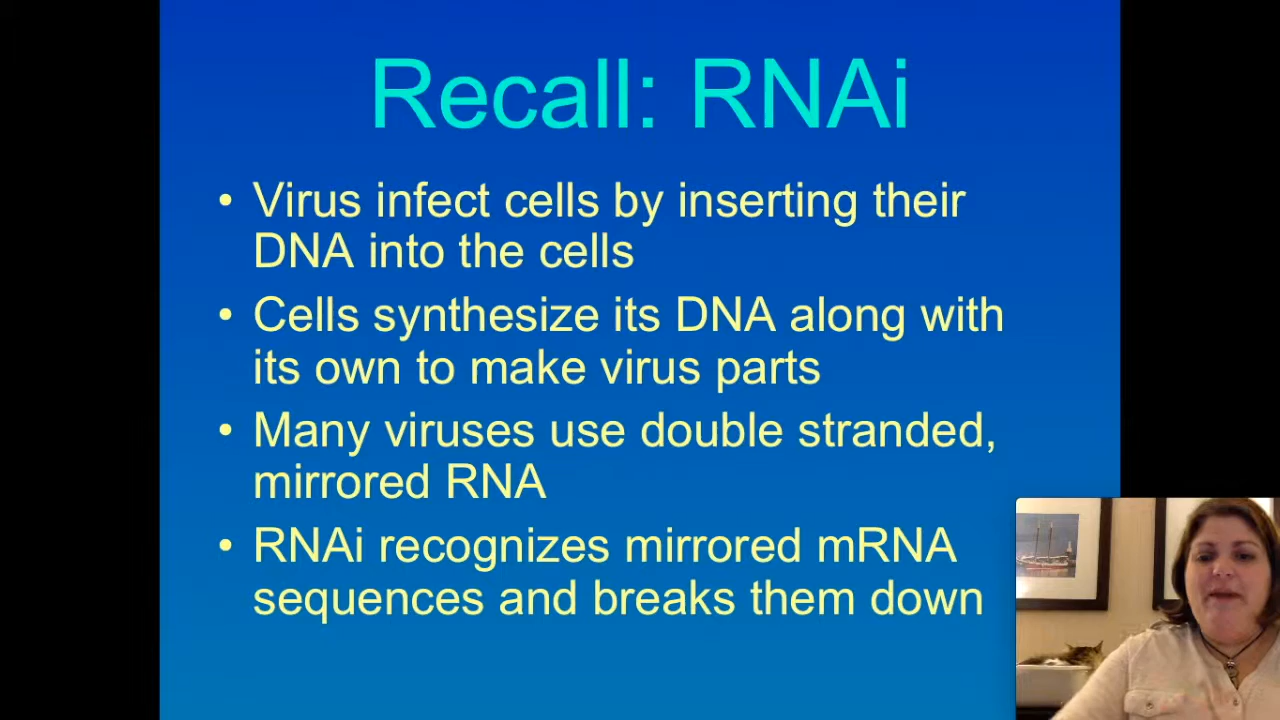 Recall: RNAi
• Virus infect cells by inserting their
DNA into the cells
• Cells synthesize its DNA along with
its own to make virus parts
• Many viruses use double stranded,
mirrored RNA
• RNAi recognizes mirrored mRNA
sequences and breaks them down